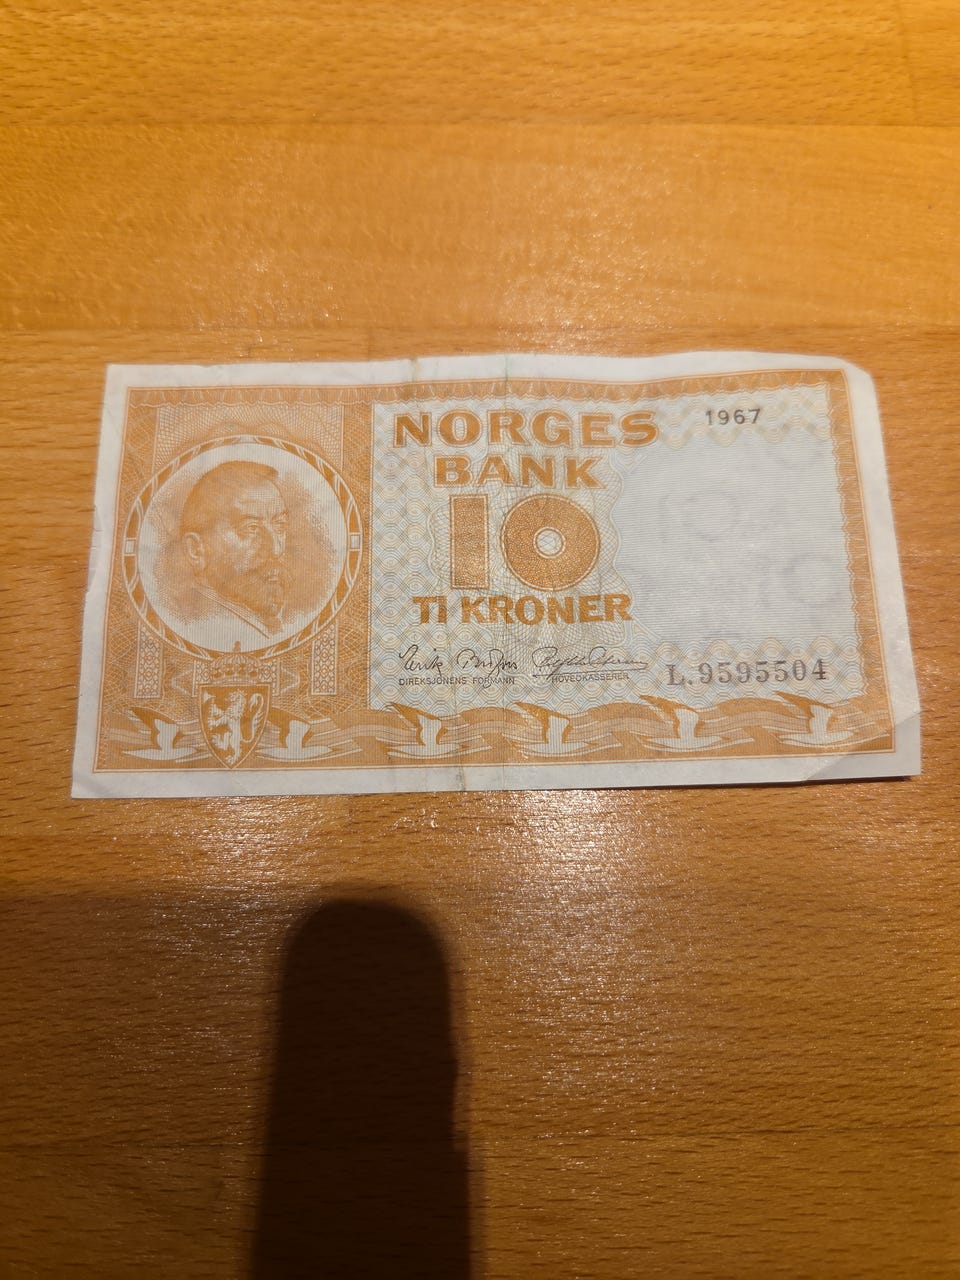 NORGES
1967
BANK
10
TI KRONER
DIREKSJONENS FORMANN
HOVEDKASSERER
L.9595504